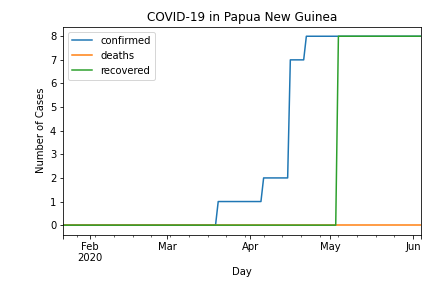 COVID-19 in Papua New Guinea
confirmed
deaths
recovered
Number of Cases
8
7
6
5
4
3
2
1
0
Feb
2020
Mar
Apr
May
Jun
Day